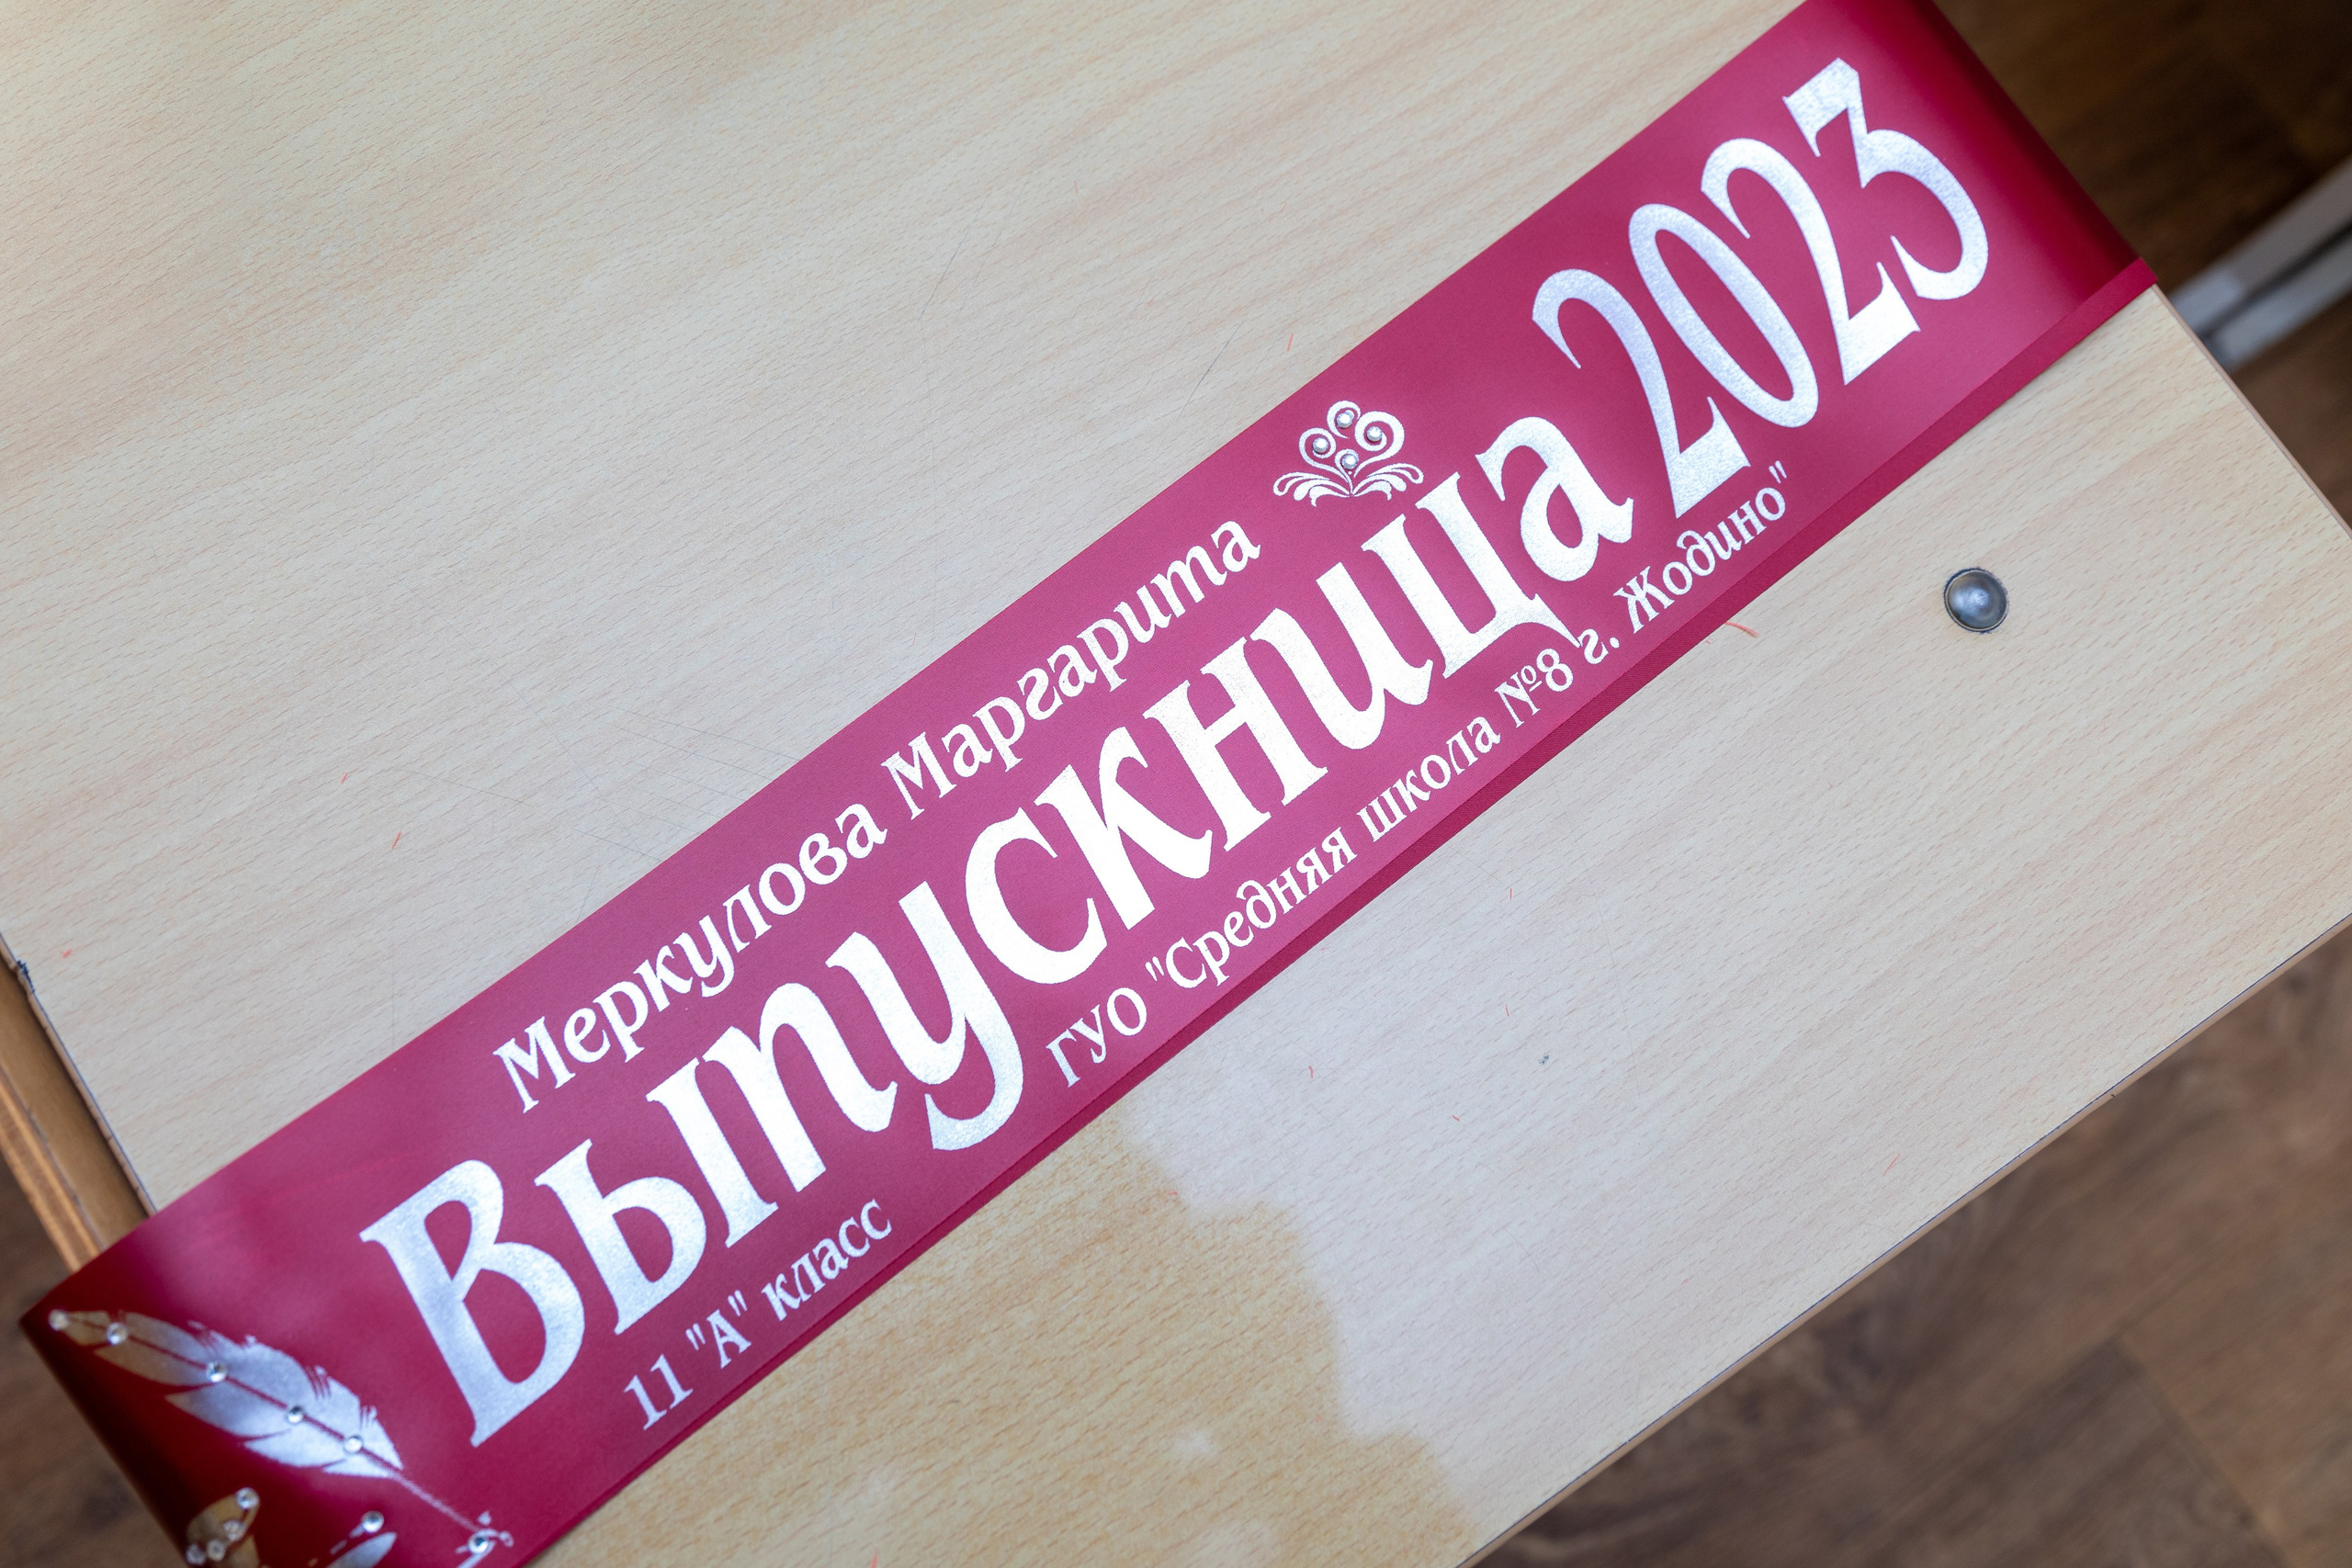 Меркулова Маргарита
Выпускница 2023
11 "А" класс
ГУО "Средняя школа №8 г. Жодино"